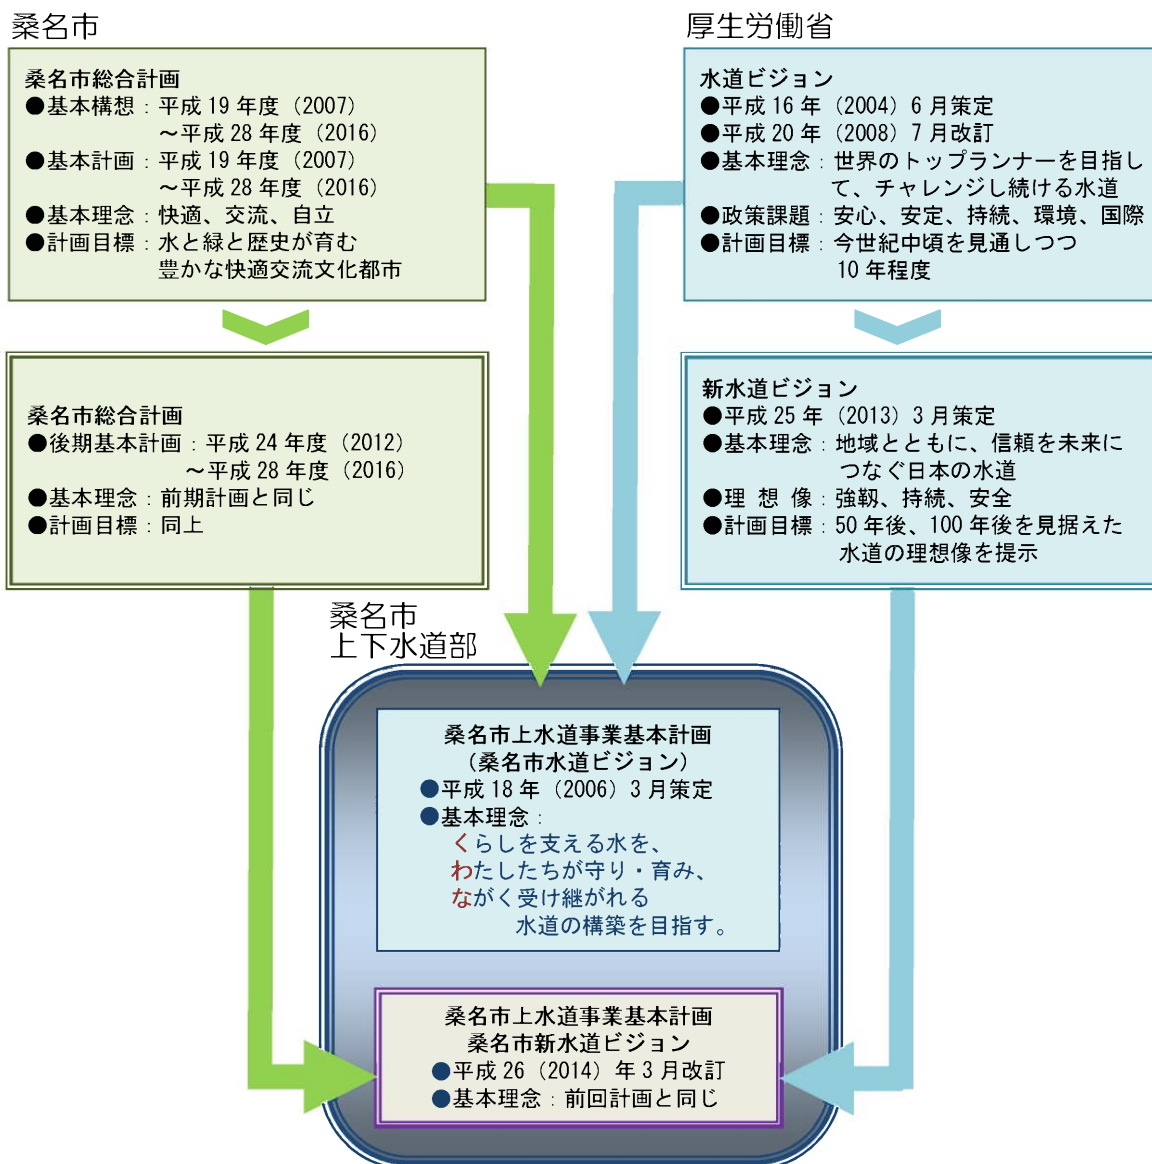 桑名市
桑名市総合計画
●基本構想：平成 19 年度（2007）
～平成 28 年度（2016）
●基本計画：平成 19 年度（2007）
～平成 28 年度（2016）
●基本理念：快適、交流、自立
●計画目標：水と緑と歴史が育む
豊かな快適交流文化都市
桑名市総合計画
●後期基本計画：平成 24 年度（2012）
～平成 28 年度（2016）
●基本理念：前期計画と同じ
●計画目標：同上
厚生労働省
水道ビジョン
●平成 16 年（2004）6 月策定
●平成 20 年（2008）7 月改訂
●基本理念：世界のトップランナーを目指し
て、チャレンジし続ける水道
●政策課題：安心、安定、持続、環境、国際
●計画目標：今世紀中頃を見通しつつ
10 年程度
新水道ビジョン
●平成 25 年（2013）3 月策定
●基本理念：地域とともに、信頼を未来に
つなぐ日本の水道
●理 想 像：強靱、持続、安全
●計画目標：50 年後、100 年後を見据えた
水道の理想像を提示
桑名市
上下水道部
桑名市上水道事業基本計画
（桑名市水道ビジョン）
●平成 18 年（2006）3 月策定
●基本理念：
くらしを支える水を、
わたしたちが守り・育み、
ながく受け継がれる
水道の構築を目指す。
桑名市上水道事業基本計画
桑名市新水道ビジョン
●平成 26（2014）年 3 月改訂
●基本理念：前回計画と同じ